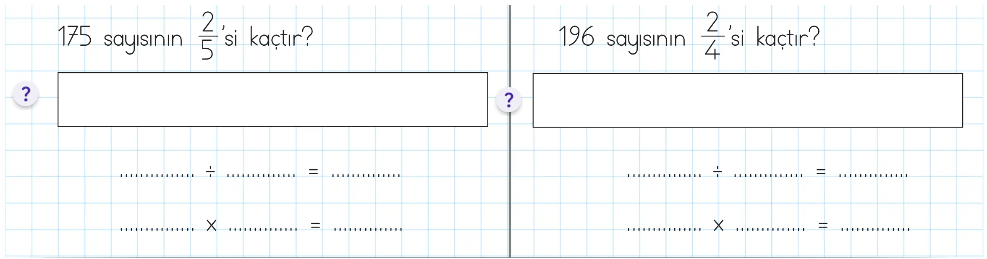 175 sayısının 2/5 'si kaçtır?
?
............... ÷ .............. = ..............
............... x .............. = ..............
196 sayısının 2/4 'si kaçtır?
?
............... ÷ .............. = ..............
............... x .............. = ..............